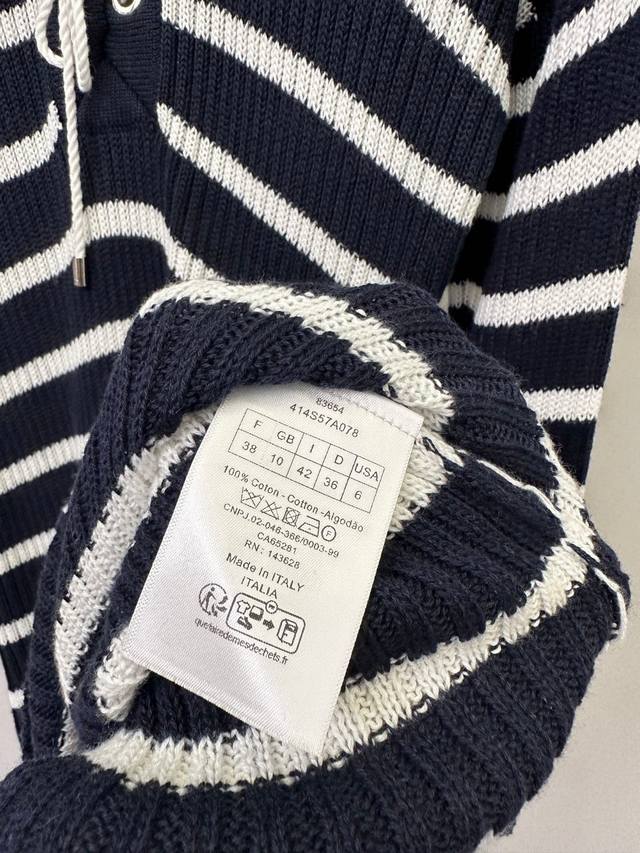 83654
414S57A078
F GB I D USA
38 10 42 36 6
100% Coton - Cotton -Algodão
F
CNPJ.02-046-366/0003-99
CA65281
RN : 143628
Made in ITALY
ITALIA
quefairedemesdechets.fr